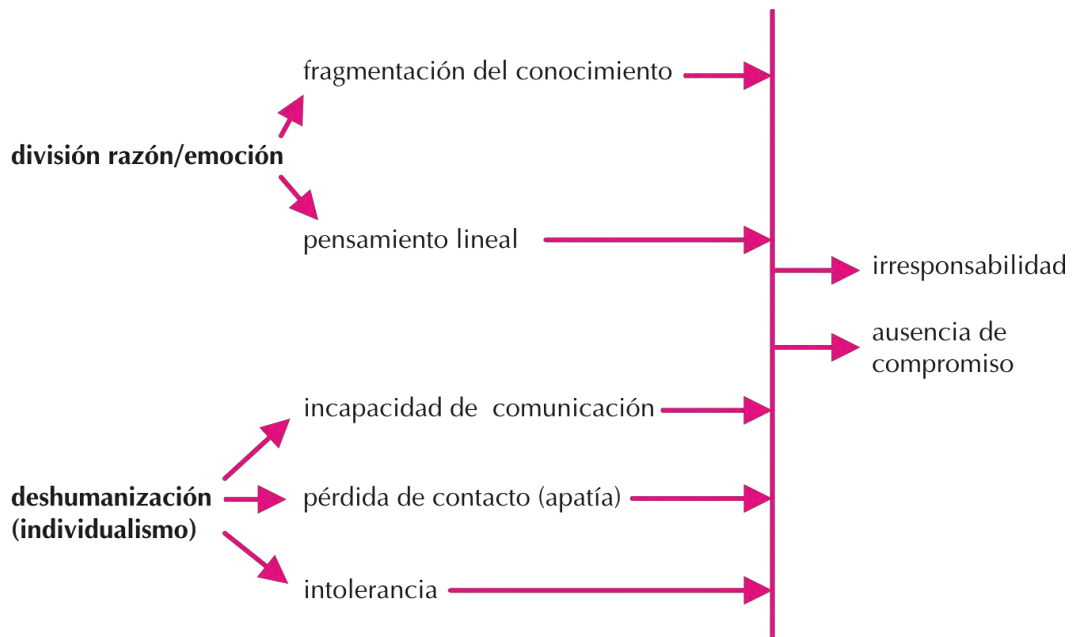 fragmentación del conocimiento
división razón/emoción
pensamiento lineal
irresponsabilidad
ausencia de
compromiso
incapacidad de comunicación
deshumanización
(individualismo)
pérdida de contacto (apatía)
intolerancia